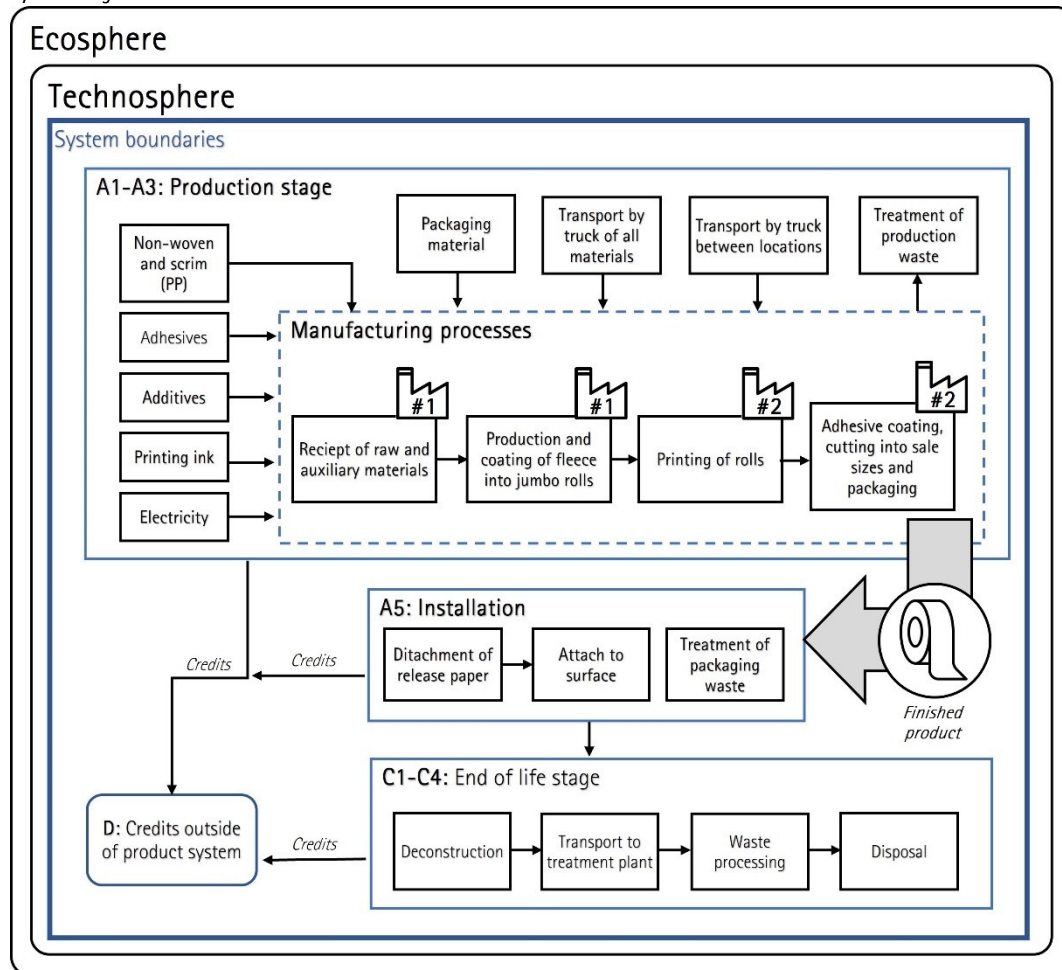 Ecosphere
Technosphere
System boundaries
A1-A3: Production stage
Non-woven
and scrim
(PP)
Packaging
material
Transport by
truck of all
materials
Transport by truck
between locations
Treatment of
production
waste
Adhesives
Additives
Printing ink
Electricity
Manufacturing processes
#1
#1
#2
#2
Reciept of raw and
auxiliary materials
Production and
coating of fleece
into jumbo rolls
Printing of rolls
Adhesive coating,
cutting into sale
sizes and
packaging
A5: Installation
Ditachment of
release paper
Attach to
surface
Treatment of
packaging
waste
Finished
product
Credits
Credits
C1-C4: End of life stage
Deconstruction
Transport to
treatment plant
Waste
processing
Disposal
Credits
D: Credits outside
of product system